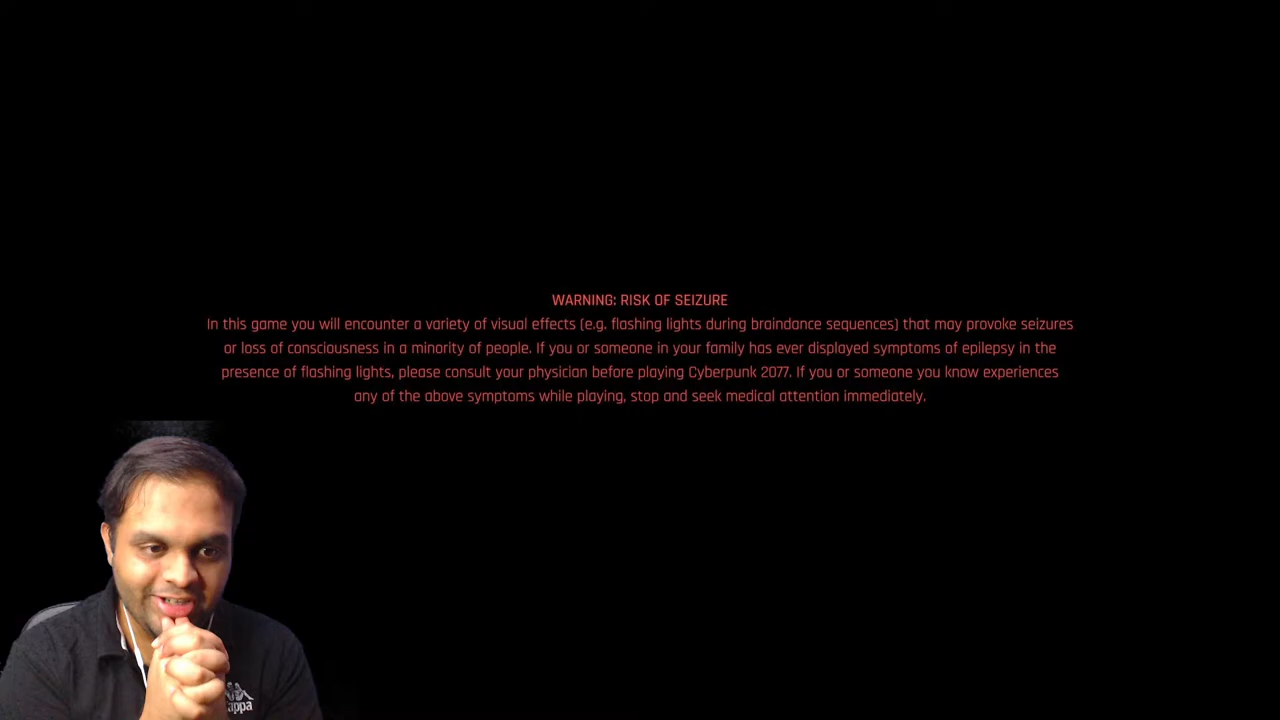 WARNING: RISK OF SEIZURE
In this game you will encounter a variety of visual effects (e.g. flashing lights during braindance sequences) that may provoke seizures
or loss of consciousness in a minority of people. If you or someone in your family has ever displayed symptoms of epilepsy in the
presence of flashing lights, please consult your physician before playing Cyberpunk 2077. If you or someone you know experiences
any of the above symptoms while playing, stop and seek medical attention immediately.